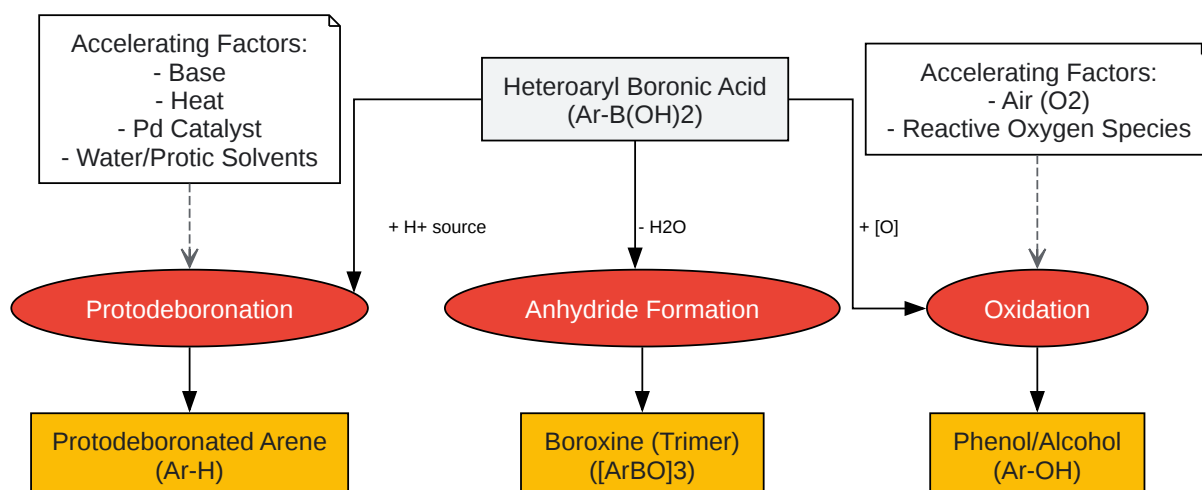 Accelerating Factors:
- Base
- Heat
- Pd Catalyst
- Water/Protic Solvents
Heteroaryl Boronic Acid
(Ar-B(OH)2)
Accelerating Factors:
- Air (O2)
- Reactive Oxygen Species
+ H+ source
- H2O
+ [O]
Protodeboronation
Anhydride Formation
Oxidation
Protodeboronated Arene
(Ar-H)
Boroxine (Trimer)
([ArBO]3)
Phenol/Alcohol
(Ar-OH)